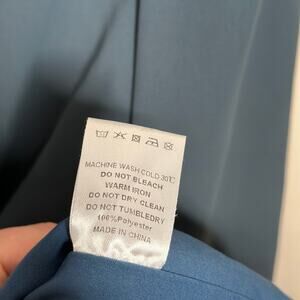 MACHINE WASH COLD 30℃
DO NOT BLEACH
WARM IRON
DO NOT DRY CLEAN
DO NOT TUMBLEDRY
100%Polyester
MADE IN CHINA